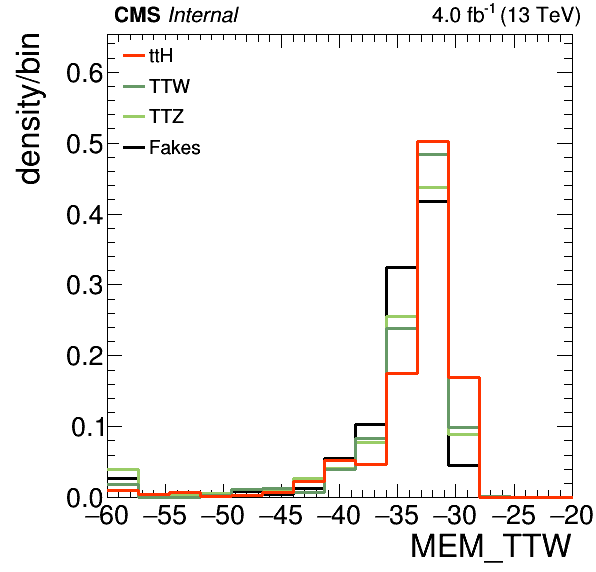 CMS Internal 4.0 fb⁻¹ (13 TeV)
density/bin
ttH
TTW
TTZ
Fakes
0.6
0.5
0.4
0.3
0.2
0.1
0.0
−60 −55 −50 −45 −40 −35 −30 −25 −20
MEM_TTW